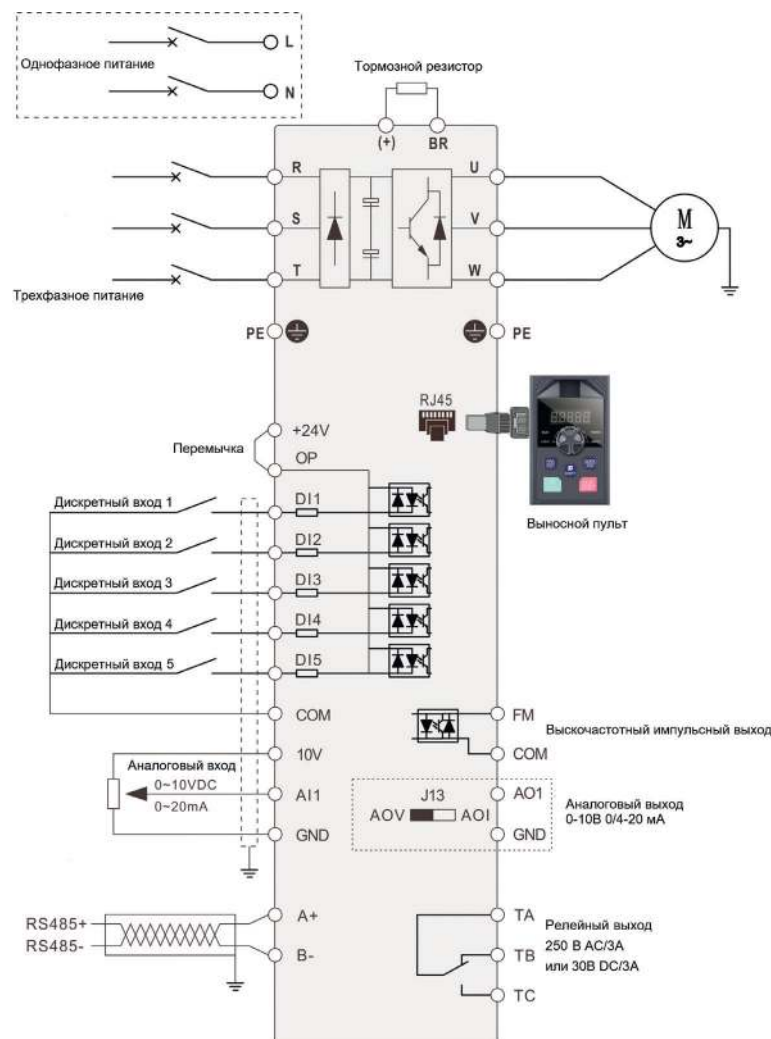 L
Однофазное питание
N
Тормозной резистор
(+) BR
R U
S V
T W
M
3~
Трехфазное питание
PE PE
RJ45
+24V
Перемычка
OP
Выносной пульт
Дискретный вход 1 DI1
Дискретный вход 2 DI2
Дискретный вход 3 DI3
Дискретный вход 4 DI4
Дискретный вход 5 DI5
COM FM
Выскочастотный импульсный выход
10V COM
Аналоговый вход
0~10VDC
0~20mA
AI1 J13 AO1
AOV AOI
Аналоговый выход
0-10В 0/4-20 мА
GND GND
RS485+ A+ TA
RS485- B- TB
Релейный выход
250 В AC/3A
или 30В DC/3A
TC